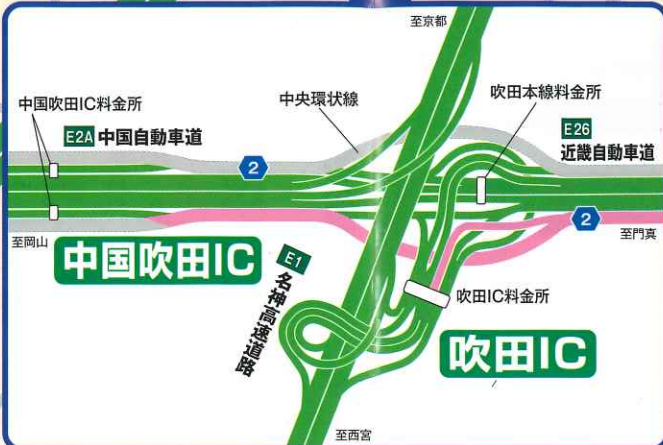 至京都
中国吹田IC料金所
中央環状線
吹田本線料金所
E2A 中国自動車道
E26
近畿自動車道
2
2
至岡山
至門真
中国吹田IC
E1 名神高速道路
吹田IC料金所
吹田IC
至西宮